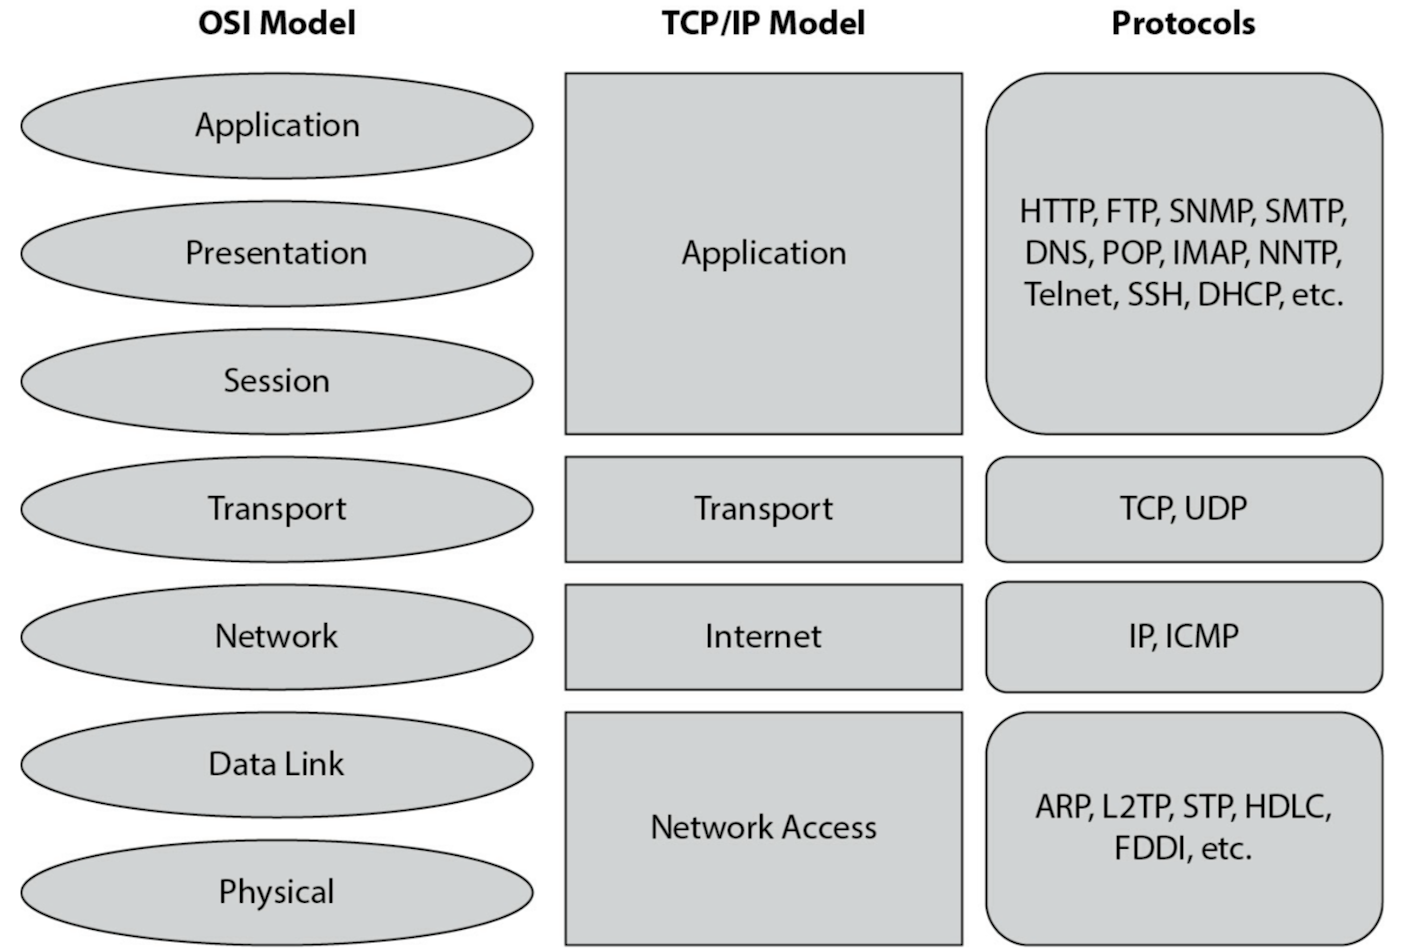 OSI Model
TCP/IP Model
Protocols
Application
Presentation
Session
Application
HTTP, FTP, SNMP, SMTP,
DNS, POP, IMAP, NNTP,
Telnet, SSH, DHCP, etc.
Transport
Transport
TCP, UDP
Network
Internet
IP, ICMP
Data Link
Physical
Network Access
ARP, L2TP, STP, HDLC,
FDDI, etc.